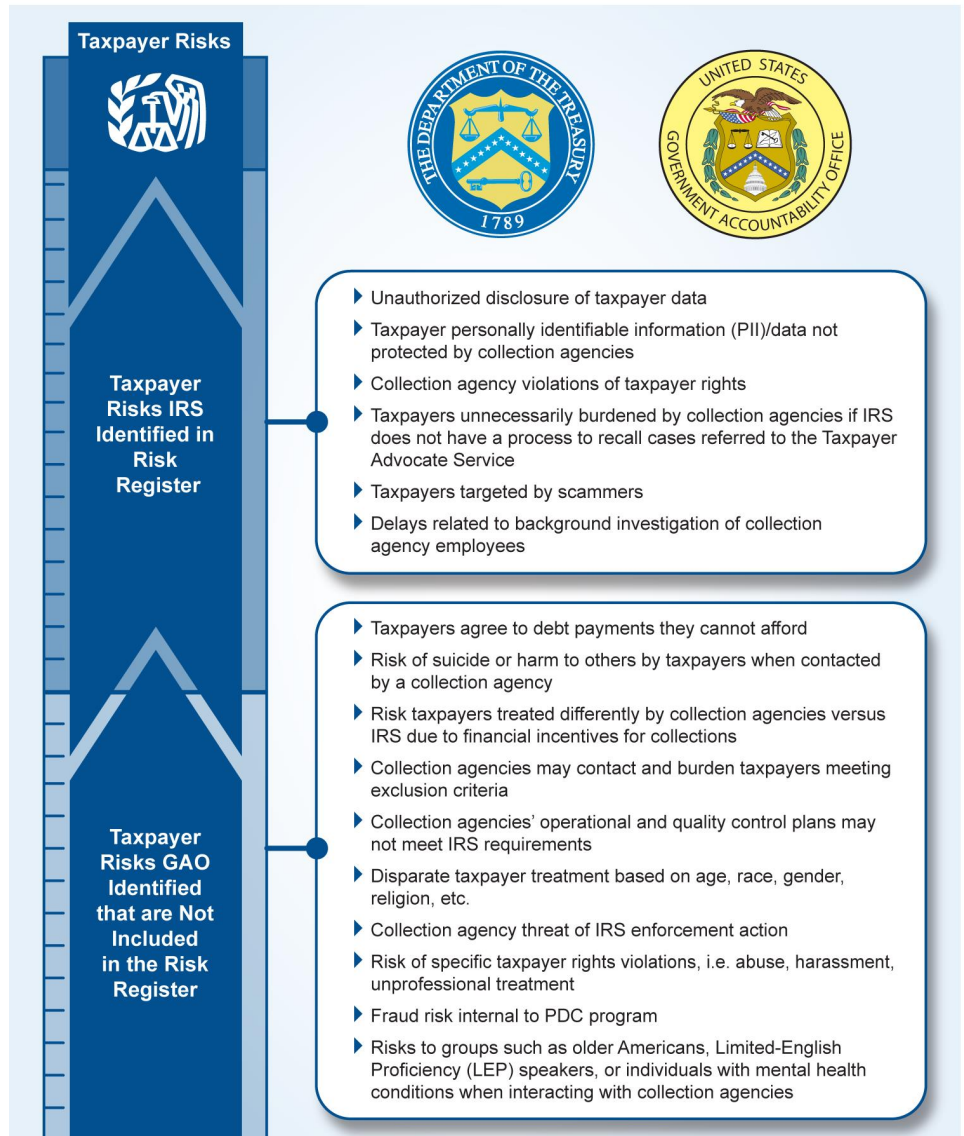 Taxpayer Risks
THE DEPARTMENT OF THE TREASURY
1789
UNITED STATES
GOVERNMENT ACCOUNTABILITY OFFICE
Taxpayer
Risks IRS
Identified in
Risk
Register
Unauthorized disclosure of taxpayer data
Taxpayer personally identifiable information (PII)/data not
protected by collection agencies
Collection agency violations of taxpayer rights
Taxpayers unnecessarily burdened by collection agencies if IRS
does not have a process to recall cases referred to the Taxpayer
Advocate Service
Taxpayers targeted by scammers
Delays related to background investigation of collection
agency employees
Taxpayer
Risks GAO
Identified
that are Not
Included
in the Risk
Register
Taxpayers agree to debt payments they cannot afford
Risk of suicide or harm to others by taxpayers when contacted
by a collection agency
Risk taxpayers treated differently by collection agencies versus
IRS due to financial incentives for collections
Collection agencies may contact and burden taxpayers meeting
exclusion criteria
Collection agencies’ operational and quality control plans may
not meet IRS requirements
Disparate taxpayer treatment based on age, race, gender,
religion, etc.
Collection agency threat of IRS enforcement action
Risk of specific taxpayer rights violations, i.e. abuse, harassment,
unprofessional treatment
Fraud risk internal to PDC program
Risks to groups such as older Americans, Limited-English
Proficiency (LEP) speakers, or individuals with mental health
conditions when interacting with collection agencies